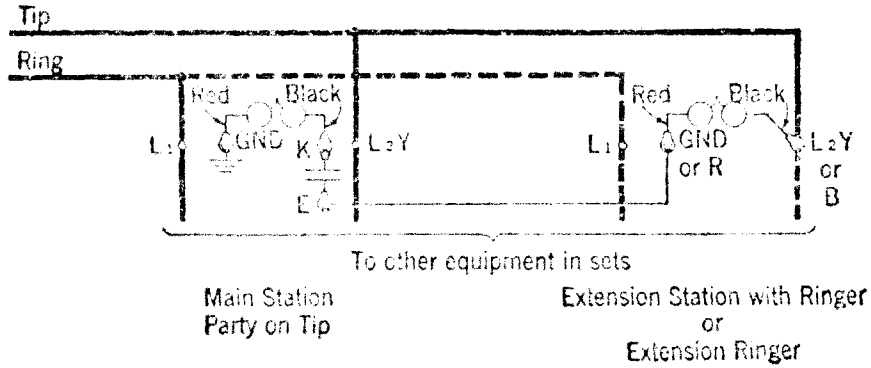 Tip
Ring
Red Black Red Black
L1 GND K L2Y L1 GND or R L2Y or B
E
To other equipment in sets
Main Station
Party on Tip
Extension Station with Ringer
or
Extension Ringer